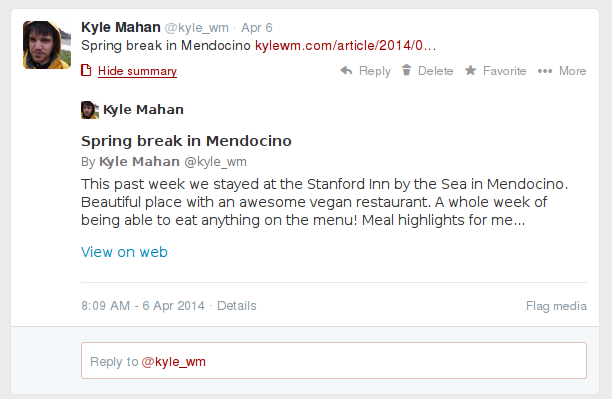 Kyle Mahan @kyle_wm · Apr 6
Spring break in Mendocino kylewm.com/article/2014/0...
Hide summary Reply Delete Favorite More
Kyle Mahan
Spring break in Mendocino
By Kyle Mahan @kyle_wm
This past week we stayed at the Stanford Inn by the Sea in Mendocino.
Beautiful place with an awesome vegan restaurant. A whole week of
being able to eat anything on the menu! Meal highlights for me...
View on web
8:09 AM - 6 Apr 2014 · Details Flag media
Reply to @kyle_wm